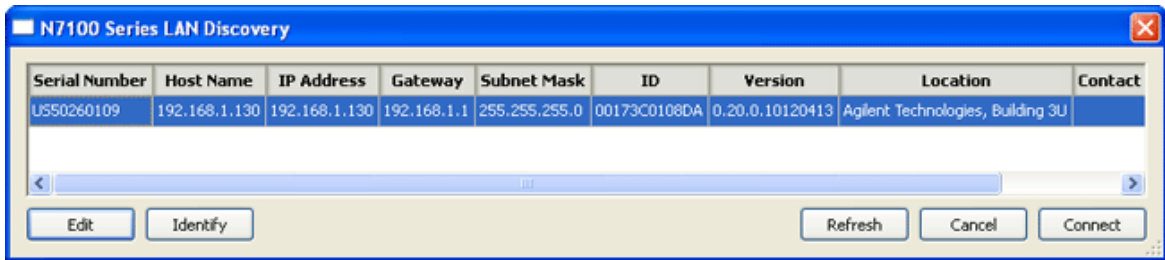 N7100 Series LAN Discovery
Serial Number Host Name IP Address Gateway Subnet Mask ID Version Location Contact
US50260109 192.168.1.130 192.168.1.130 192.168.1.1 255.255.255.0 00173C0108DA 0.20.0.10120413 Agilent Technologies, Building 3U
Edit Identify Refresh Cancel Connect